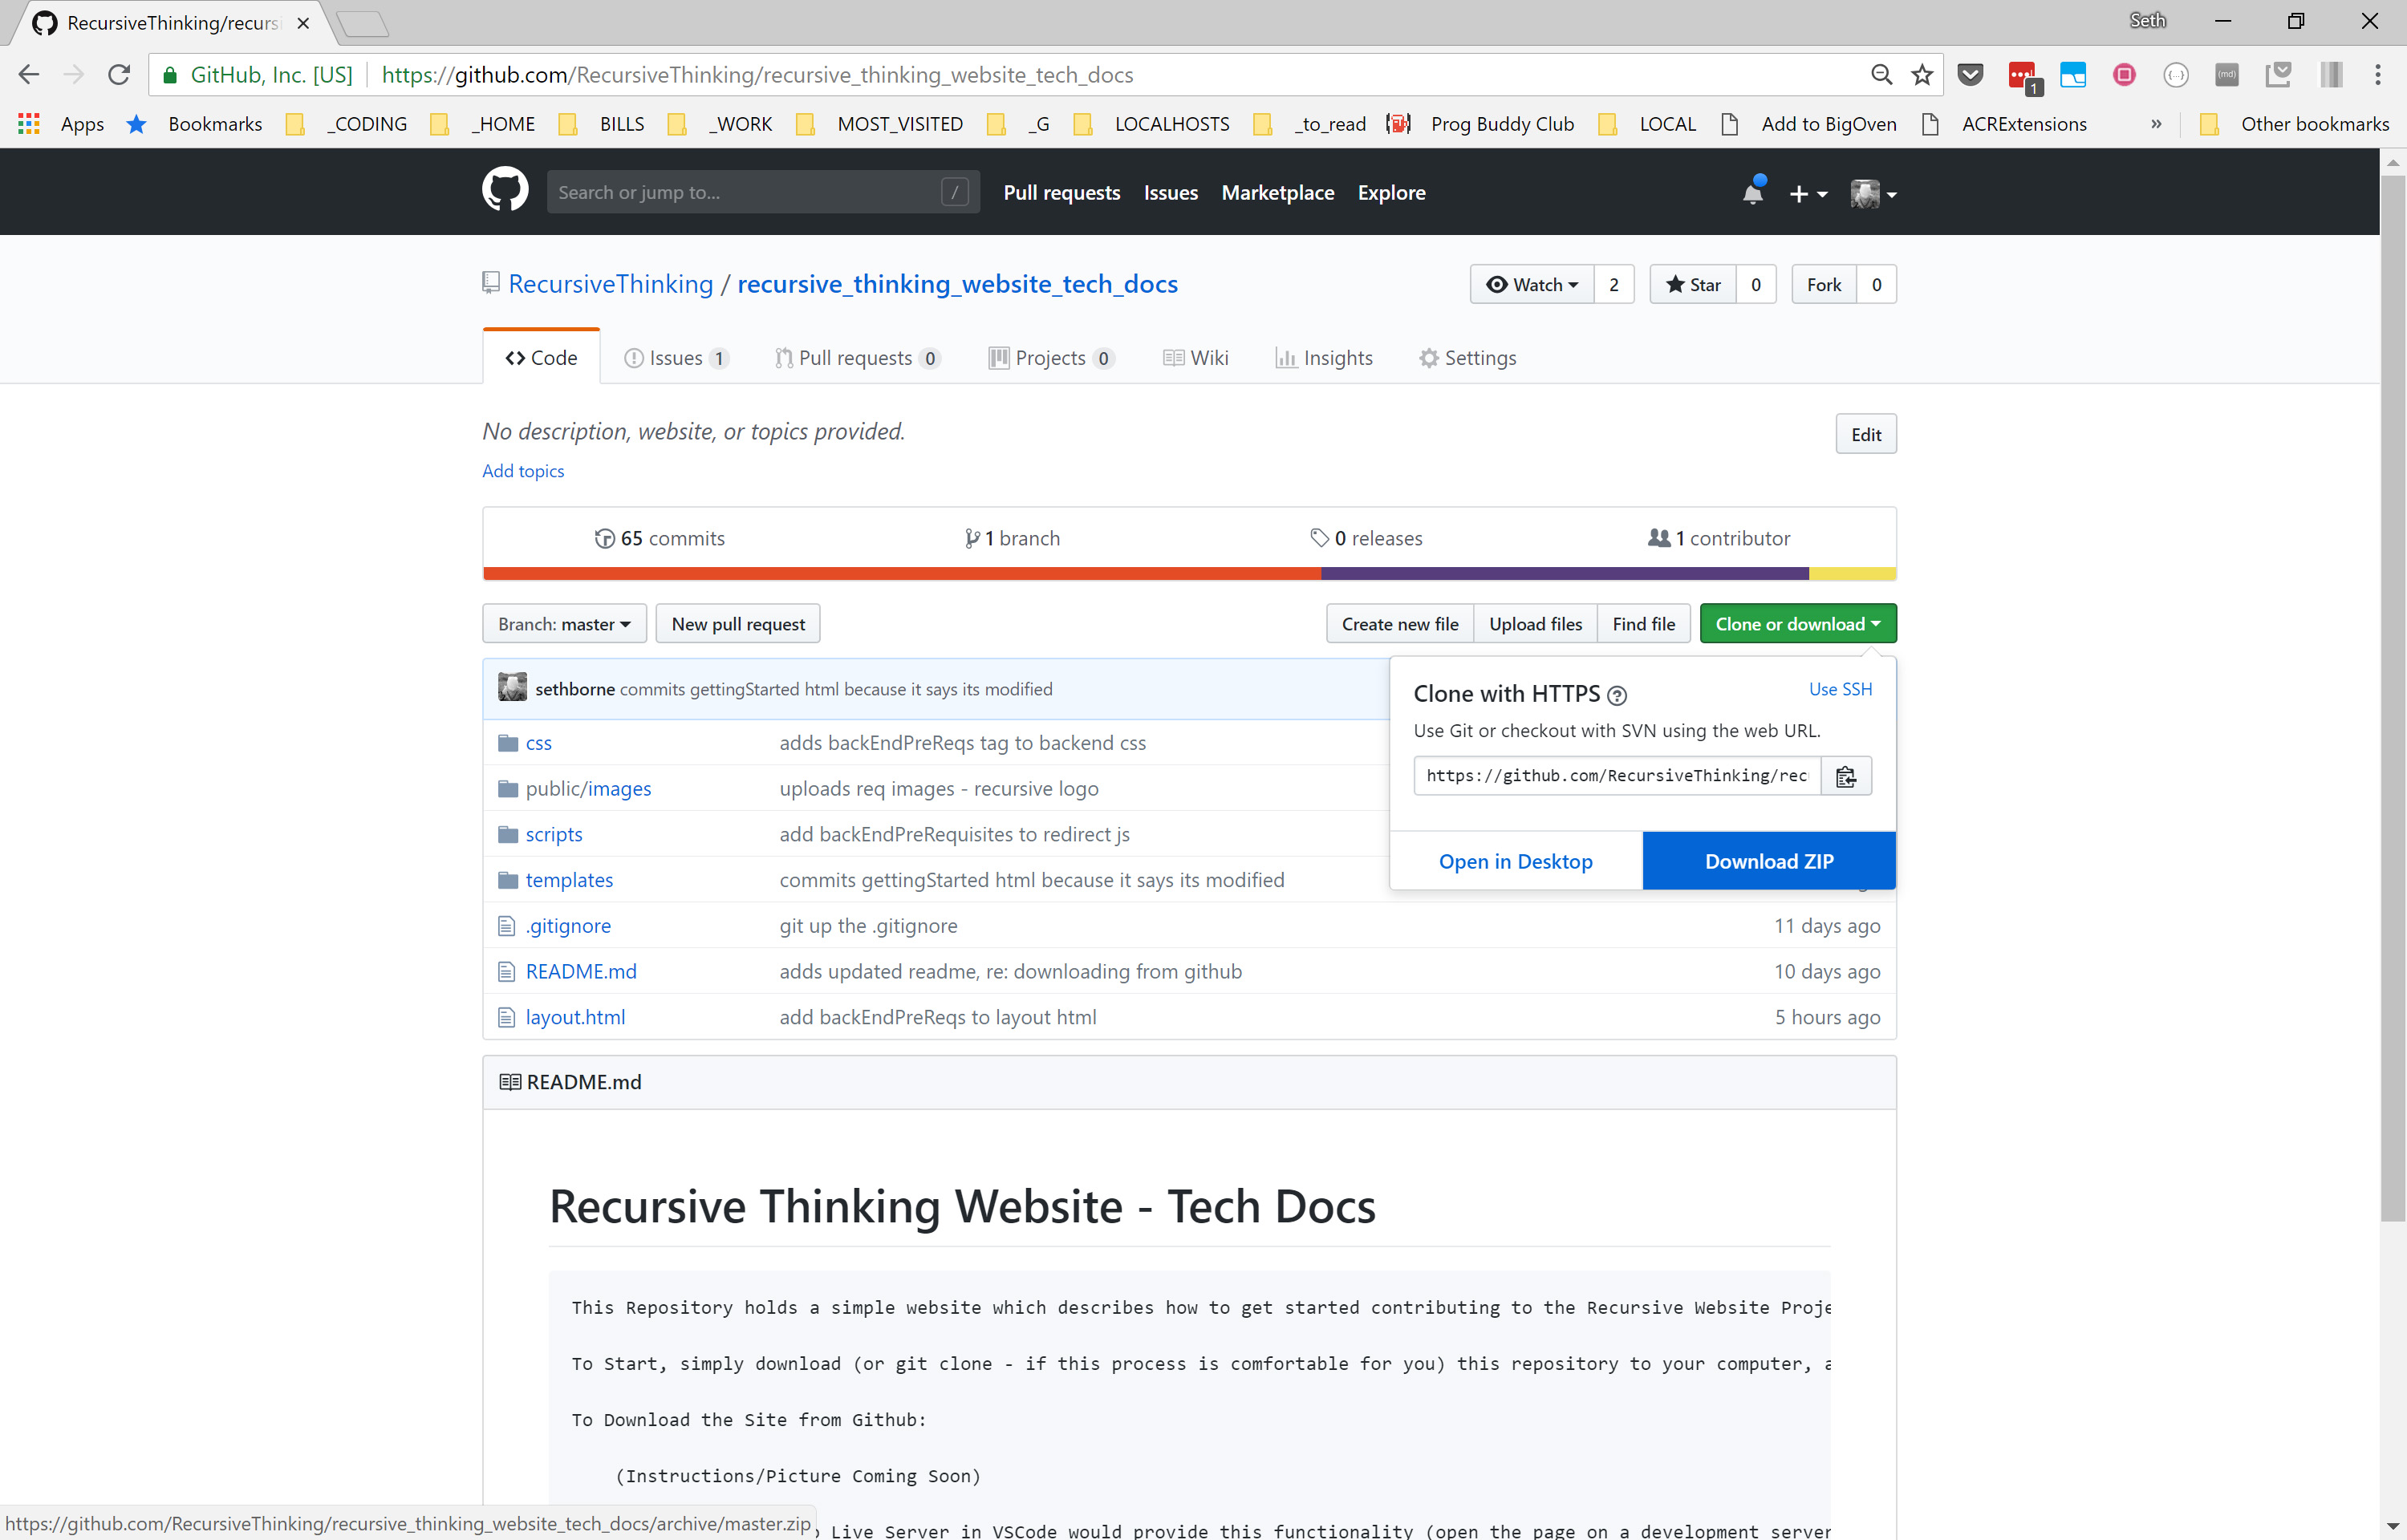 RecursiveThinking/recursi
Seth
GitHub, Inc. [US] https://github.com/RecursiveThinking/recursive_thinking_website_tech_docs
1
{...}
(md)
Apps Bookmarks _CODING _HOME BILLS _WORK MOST_VISITED _G LOCALHOSTS _to_read Prog Buddy Club LOCAL Add to BigOven ACRExtensions » Other bookmarks
Search or jump to... / Pull requests Issues Marketplace Explore
RecursiveThinking / recursive_thinking_website_tech_docs Watch 2 Star 0 Fork 0
Code Issues 1 Pull requests 0 Projects 0 Wiki Insights Settings
No description, website, or topics provided. Edit
Add topics
65 commits 1 branch 0 releases 1 contributor
Branch: master New pull request Create new file Upload files Find file Clone or download
sethborne commits gettingStarted html because it says its modified
Clone with HTTPS ? Use SSH
Use Git or checkout with SVN using the web URL.
https://github.com/RecursiveThinking/rec
Open in Desktop Download ZIP
css adds backEndPreReqs tag to backend css
public/images uploads req images - recursive logo
scripts add backEndPreRequisites to redirect js
templates commits gettingStarted html because it says its modified
.gitignore git up the .gitignore 11 days ago
README.md adds updated readme, re: downloading from github 10 days ago
layout.html add backEndPreReqs to layout html 5 hours ago
README.md
Recursive Thinking Website - Tech Docs
This Repository holds a simple website which describes how to get started contributing to the Recursive Website Proje
To Start, simply download (or git clone - if this process is comfortable for you) this repository to your computer, a
To Download the Site from Github:
(Instructions/Picture Coming Soon)
Live Server in VSCode would provide this functionality (open the page on a development server
https://github.com/RecursiveThinking/recursive_thinking_website_tech_docs/archive/master.zip